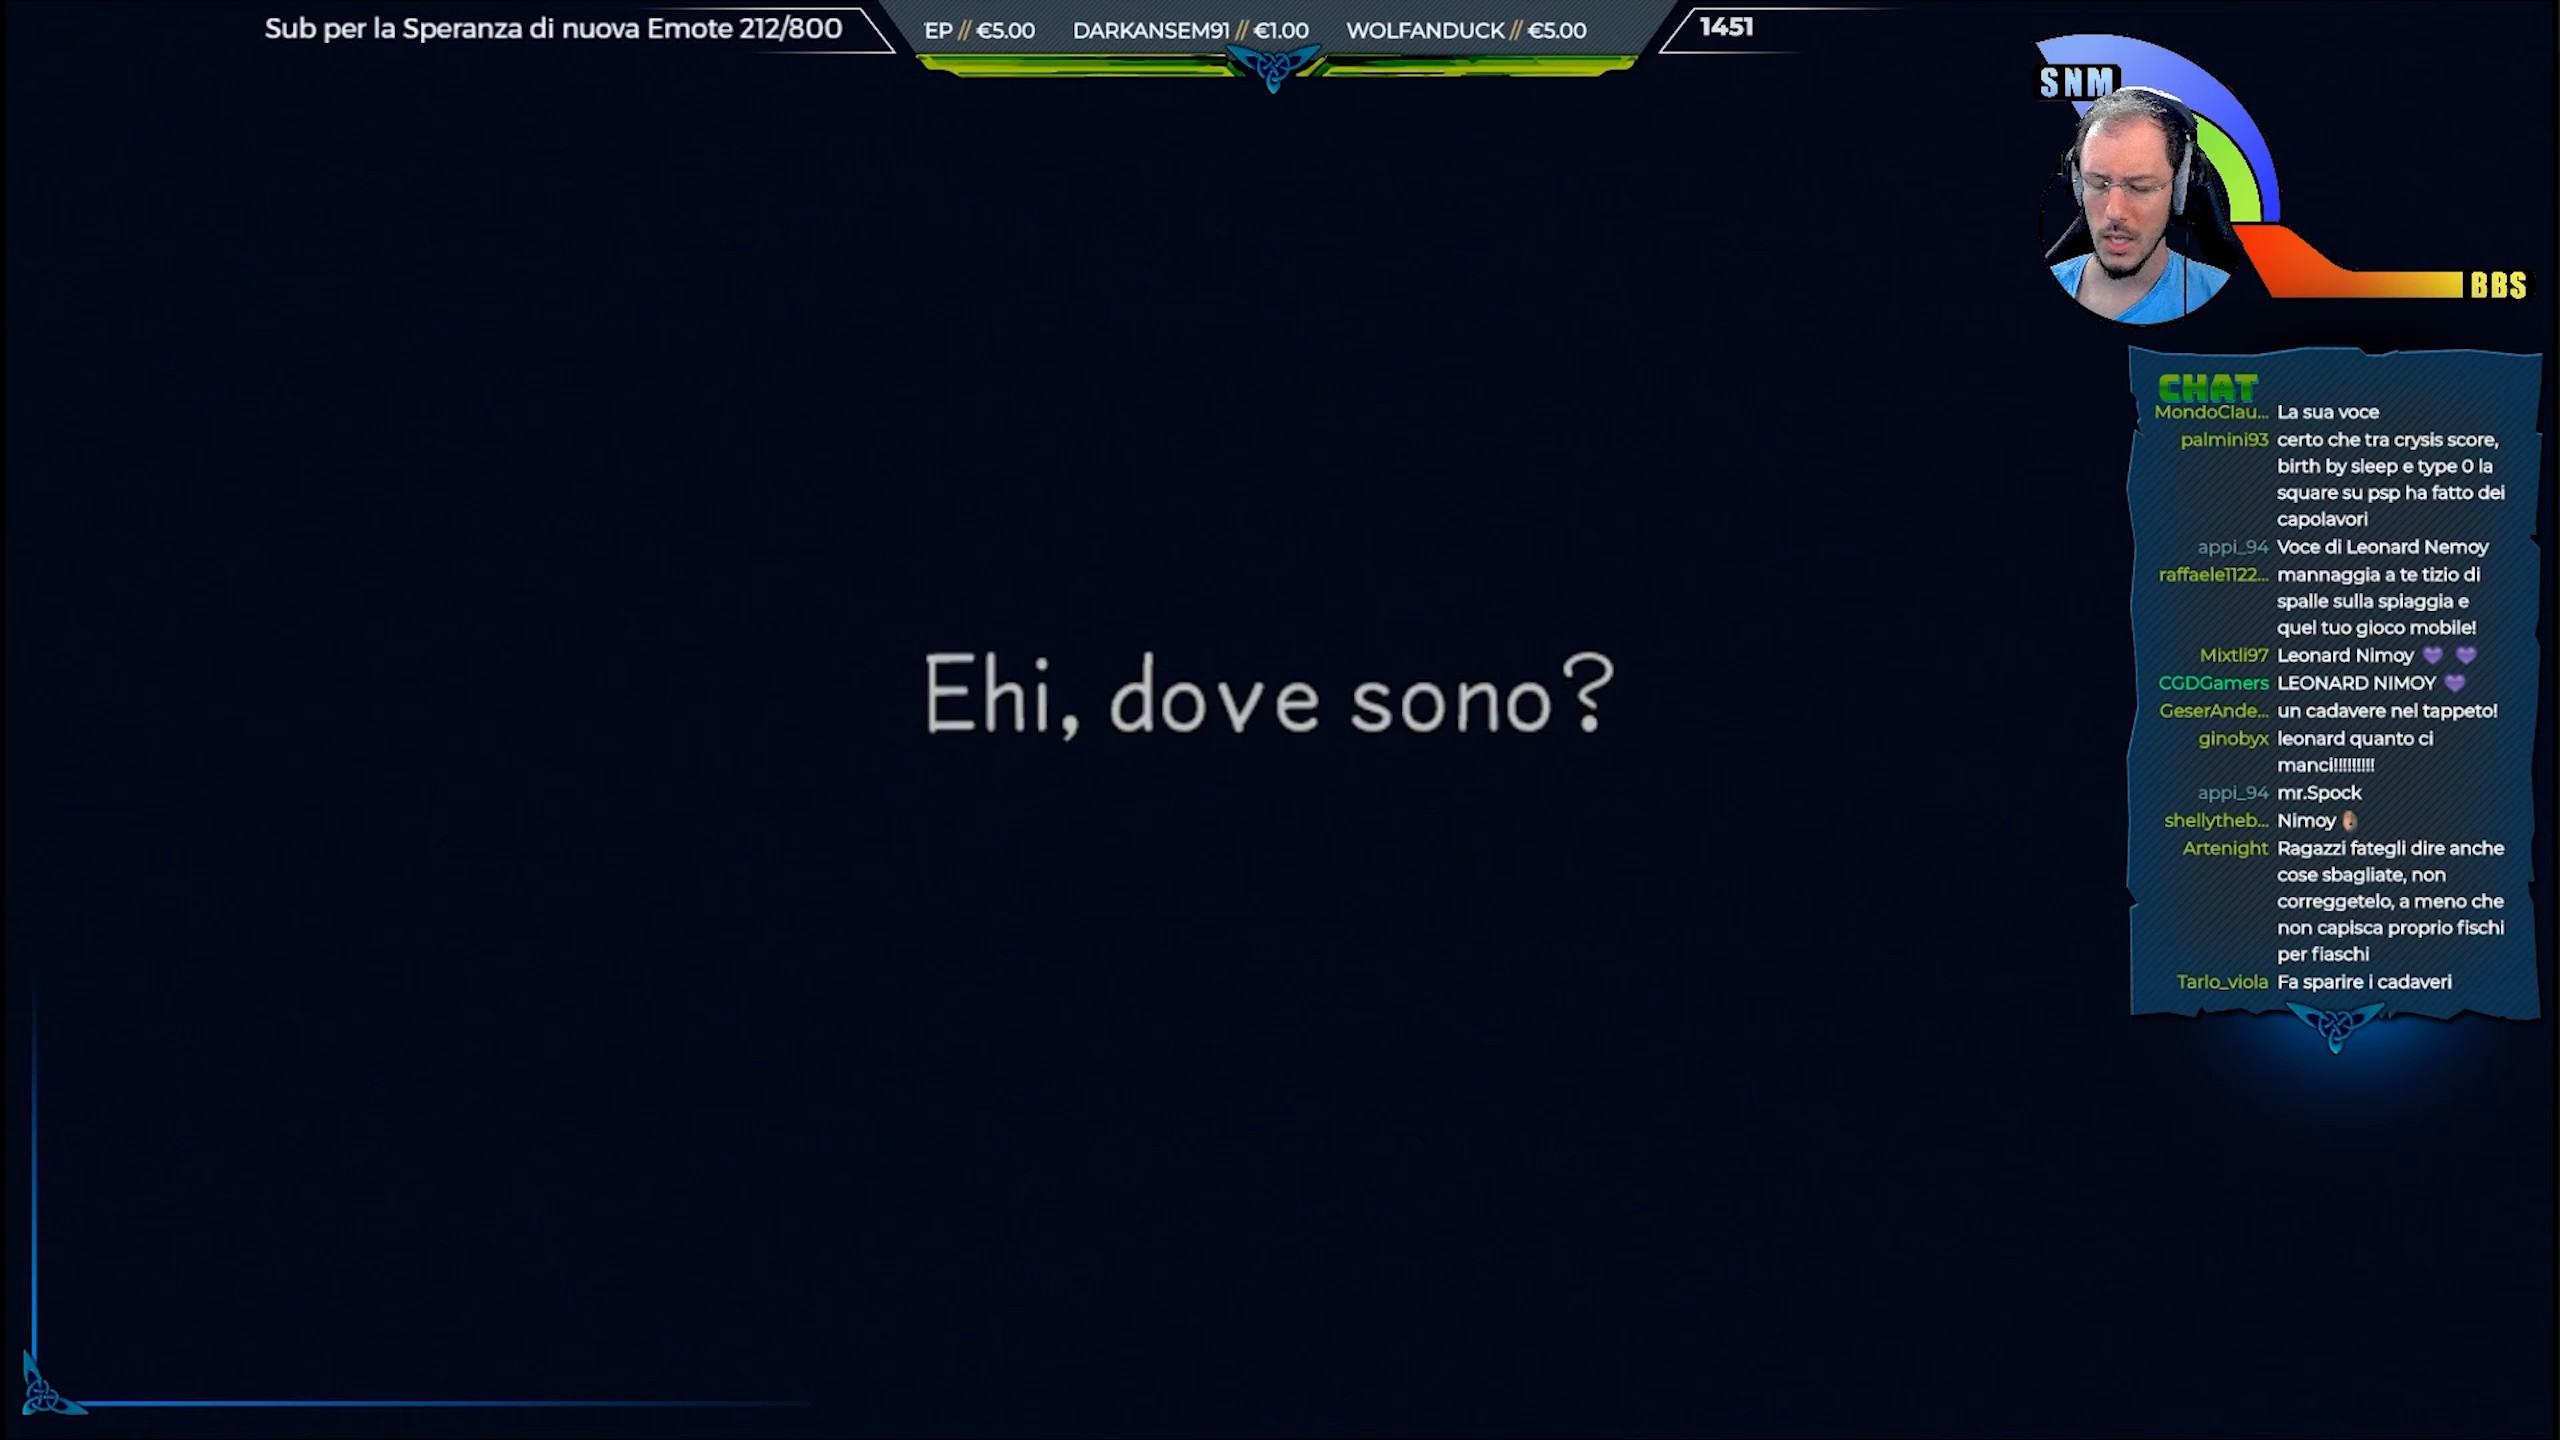 Sub per la Speranza di nuova Emote 212/800
EP // €5.00 DARKANSEM91 // €1.00 WOLFANDUCK // €5.00
1451
SNM
BBS
Ehi, dove sono?
CHAT
MondoClau... La sua voce
palmini93 certo che tra crysis score,
birth by sleep e type 0 la
square su psp ha fatto dei
capolavori
appi_94 Voce di Leonard Nemoy
raffaele1122... mannaggia a te tizio di
spalle sulla spiaggia e
quel tuo gioco mobile!
Mixtli97 Leonard Nimoy
CGDGamers LEONARD NIMOY
GeserAnde... un cadavere nel tappeto!
ginobyx leonard quanto ci
manci!!!!!!!!!
appi_94 mr.Spock
shellytheb... Nimoy
Artenight Ragazzi fategli dire anche
cose sbagliate, non
correggetelo, a meno che
non capisca proprio fischi
per fiaschi
Tarlo_viola Fa sparire i cadaveri